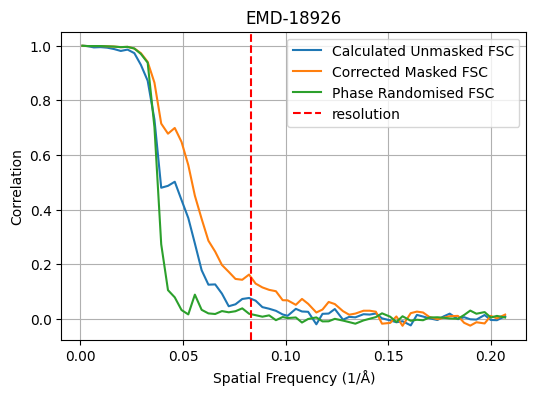 EMD-18926
1.0
0.8
0.6
0.4
0.2
0.0
Correlation
Calculated Unmasked FSC
Corrected Masked FSC
Phase Randomised FSC
resolution
0.00
0.05
0.10
0.15
0.20
Spatial Frequency (1/Å)